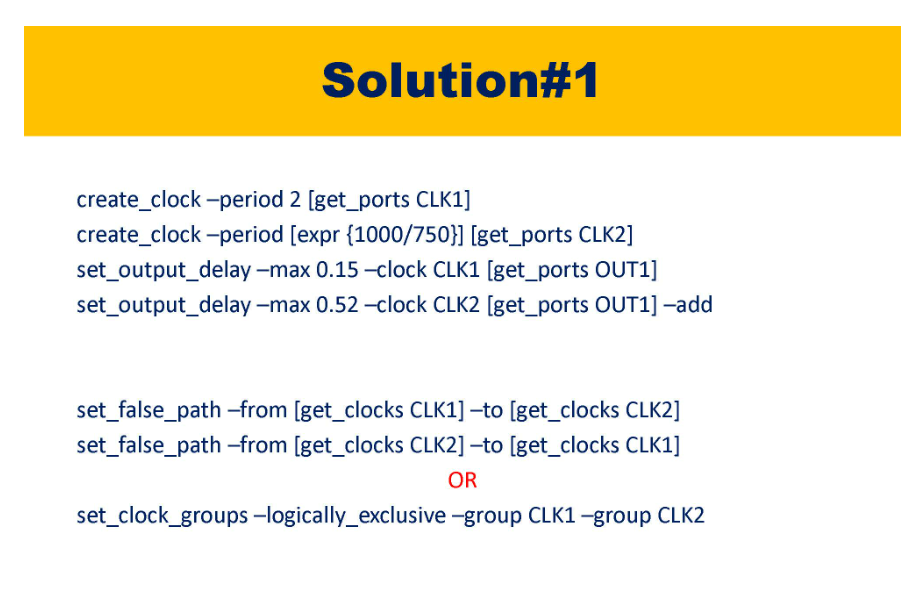 Solution#1
create_clock –period 2 [get_ports CLK1]
create_clock –period [expr {1000/750}] [get_ports CLK2]
set_output_delay –max 0.15 –clock CLK1 [get_ports OUT1]
set_output_delay –max 0.52 –clock CLK2 [get_ports OUT1] –add
set_false_path –from [get_clocks CLK1] –to [get_clocks CLK2]
set_false_path –from [get_clocks CLK2] –to [get_clocks CLK1]
OR
set_clock_groups –logically_exclusive –group CLK1 –group CLK2